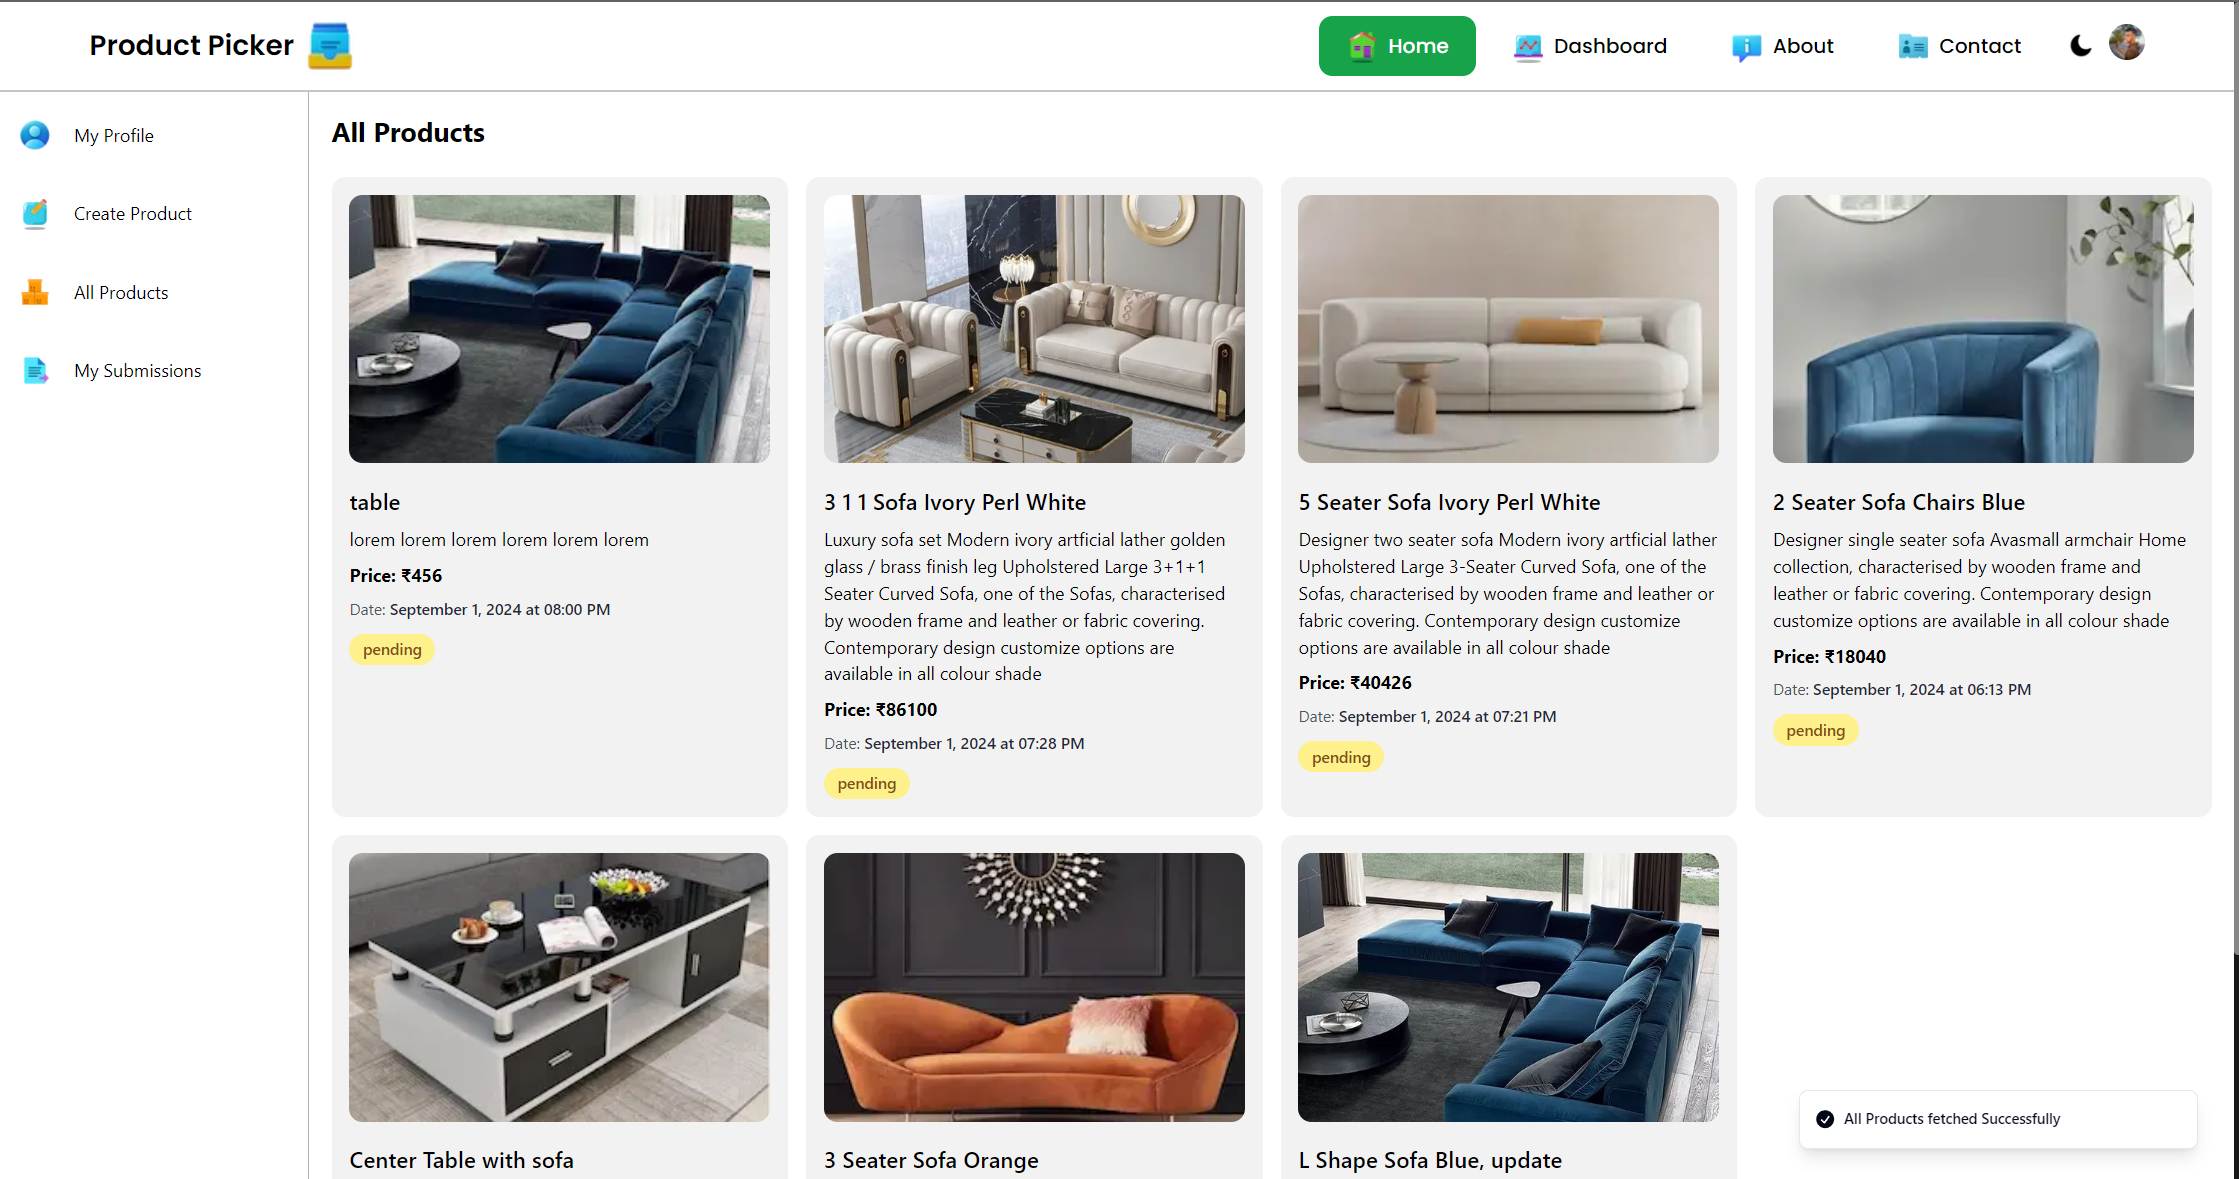 Product Picker
Home
Dashboard
About
Contact
My Profile
Create Product
All Products
My Submissions
All Products
table
lorem lorem lorem lorem lorem lorem
Price: ₹456
Date: September 1, 2024 at 08:00 PM
pending
3 1 1 Sofa Ivory Perl White
Luxury sofa set Modern ivory artficial lather golden
glass / brass finish leg Upholstered Large 3+1+1
Seater Curved Sofa, one of the Sofas, characterised
by wooden frame and leather or fabric covering.
Contemporary design customize options are
available in all colour shade
Price: ₹86100
Date: September 1, 2024 at 07:28 PM
pending
5 Seater Sofa Ivory Perl White
Designer two seater sofa Modern ivory artficial lather
Upholstered Large 3-Seater Curved Sofa, one of the
Sofas, characterised by wooden frame and leather or
fabric covering. Contemporary design customize
options are available in all colour shade
Price: ₹40426
Date: September 1, 2024 at 07:21 PM
pending
2 Seater Sofa Chairs Blue
Designer single seater sofa Avasmall armchair Home
collection, characterised by wooden frame and
leather or fabric covering. Contemporary design
customize options are available in all colour shade
Price: ₹18040
Date: September 1, 2024 at 06:13 PM
pending
Center Table with sofa
3 Seater Sofa Orange
L Shape Sofa Blue, update
All Products fetched Successfully